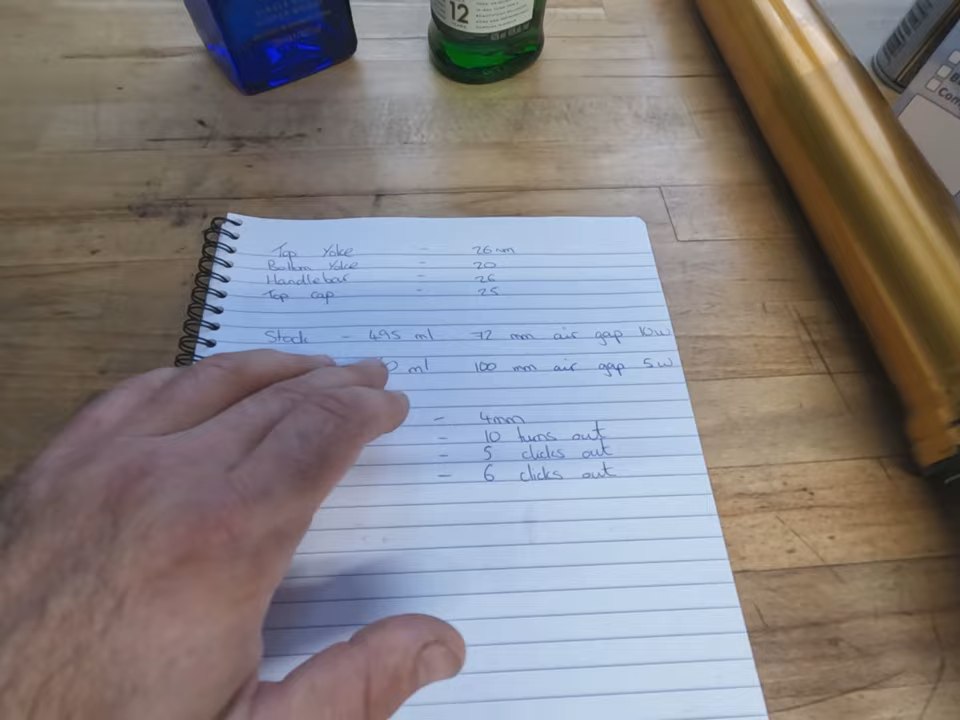 12
Top Yoke - 26mm
Bottom Yoke - 20
Handlebar - 26
Top cap - 25
Stock - 495 ml 72 mm air gap 10w
0 ml 100 mm air gap 5w
- 4mm
- 10 turns out
- 5 clicks out
- 6 clicks out